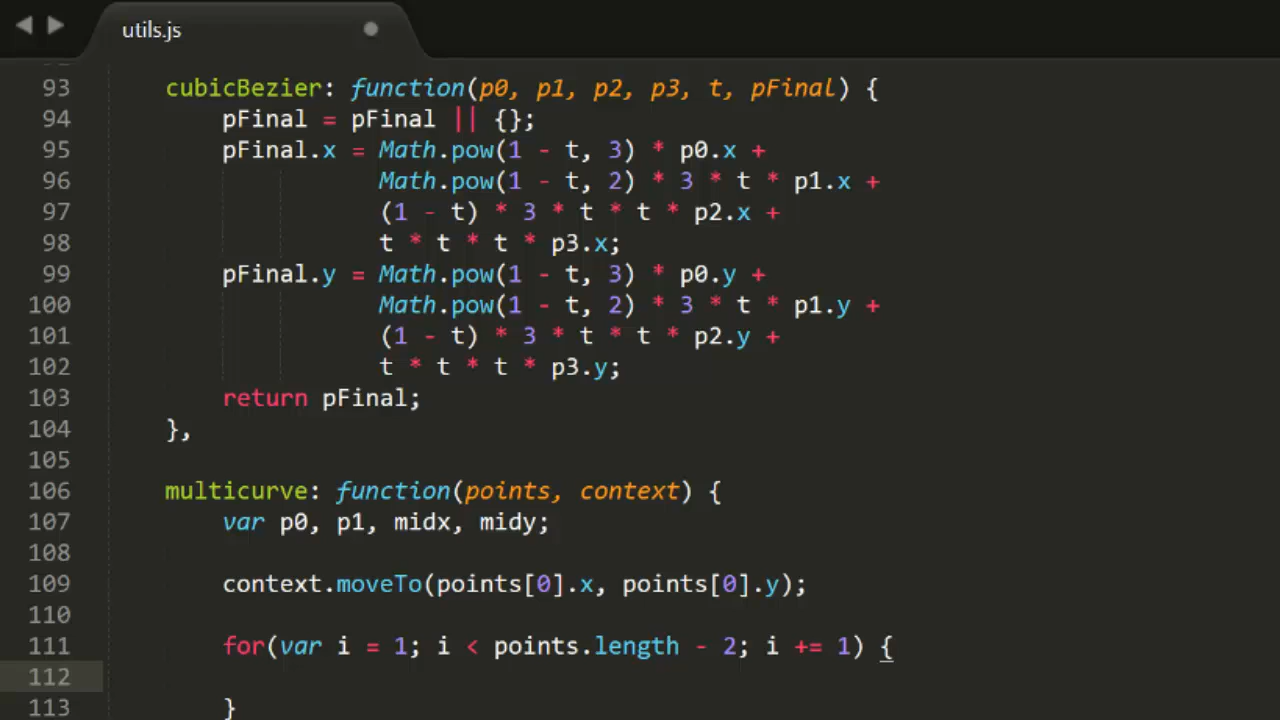 utils.js
93 cubicBezier: function(p0, p1, p2, p3, t, pFinal) {
94 pFinal = pFinal || {};
95 pFinal.x = Math.pow(1 - t, 3) * p0.x +
96 Math.pow(1 - t, 2) * 3 * t * p1.x +
97 (1 - t) * 3 * t * t * p2.x +
98 t * t * t * p3.x;
99 pFinal.y = Math.pow(1 - t, 3) * p0.y +
100 Math.pow(1 - t, 2) * 3 * t * p1.y +
101 (1 - t) * 3 * t * t * p2.y +
102 t * t * t * p3.y;
103 return pFinal;
104 },
105
106 multicurve: function(points, context) {
107 var p0, p1, midx, midy;
108
109 context.moveTo(points[0].x, points[0].y);
110
111 for(var i = 1; i < points.length - 2; i += 1) {
112
113 }